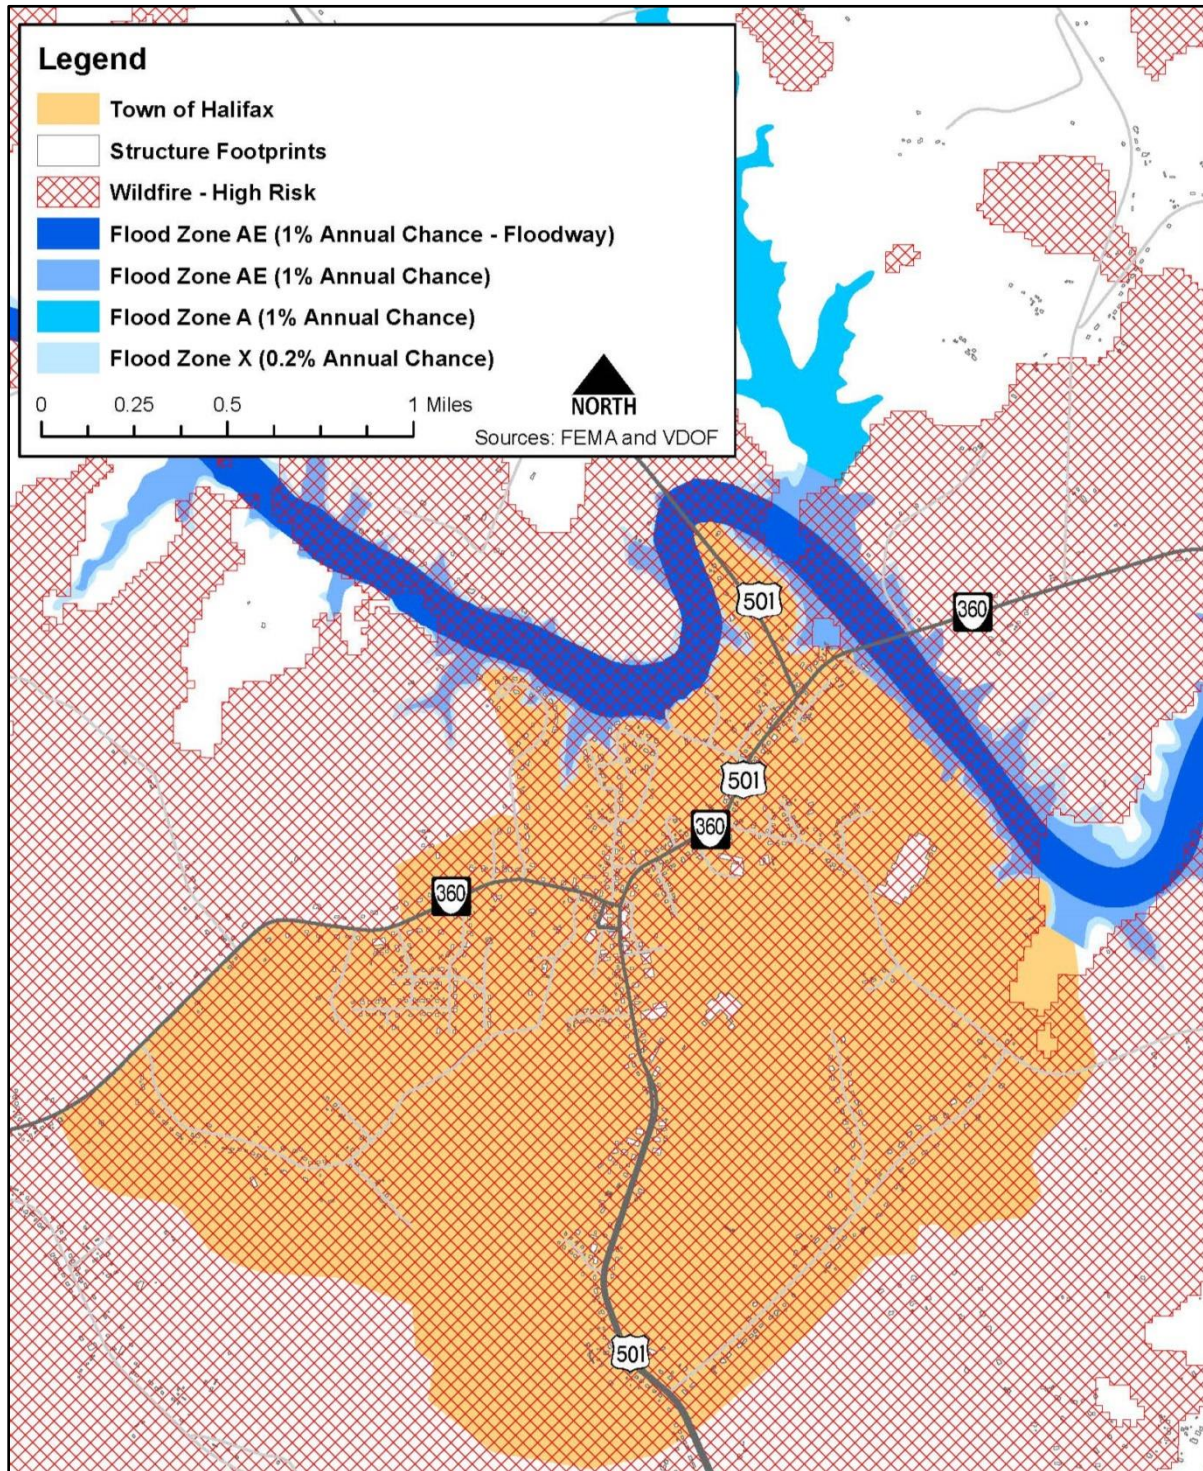 Legend
Town of Halifax
Structure Footprints
Wildfire - High Risk
Flood Zone AE (1% Annual Chance - Floodway)
Flood Zone AE (1% Annual Chance)
Flood Zone A (1% Annual Chance)
Flood Zone X (0.2% Annual Chance)
0 0.25 0.5 1 Miles
NORTH
Sources: FEMA and VDOF
501
360
501
360
360
501